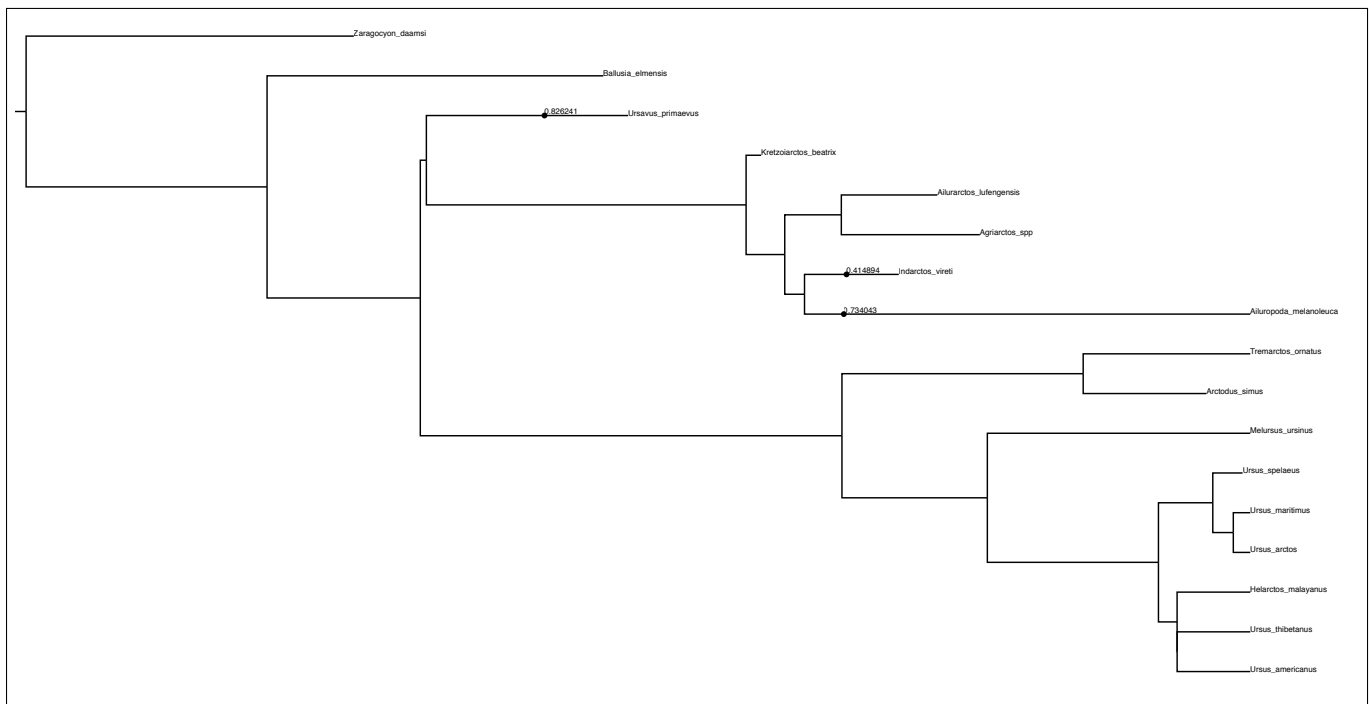 Zaragocyon_daamsi
Ballusia_elmensis
0.826241
Ursavus_primaevus
Kretzoiarctos_beatrix
Ailurarctos_lufengensis
Agriarctos_spp
0.414894
Indarctos_vireti
0.734043
Ailuropoda_melanoleuca
Tremarctos_ornatus
Arctodus_simus
Melursus_ursinus
Ursus_spelaeus
Ursus_maritimus
Ursus_arctos
Helarctos_malayanus
Ursus_thibetanus
Ursus_americanus